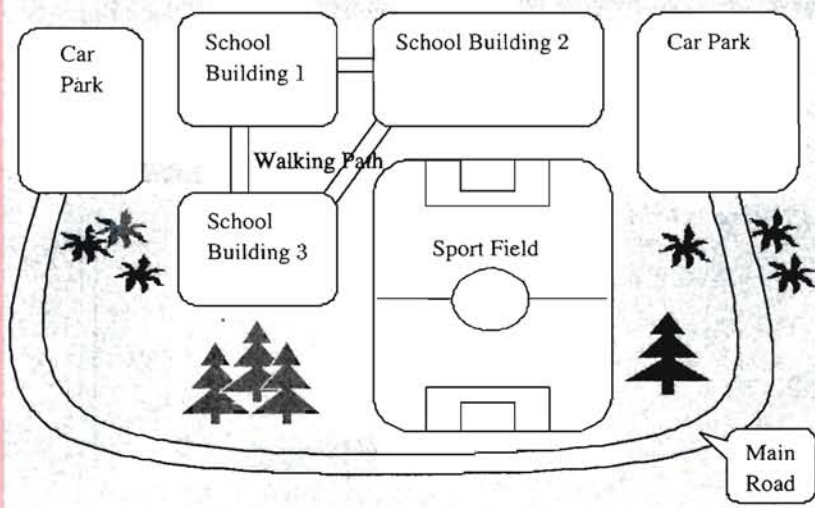 Car
Park
School
Building 1
School Building 2
Car Park
Walking Path
School
Building 3
Sport Field
Main
Road